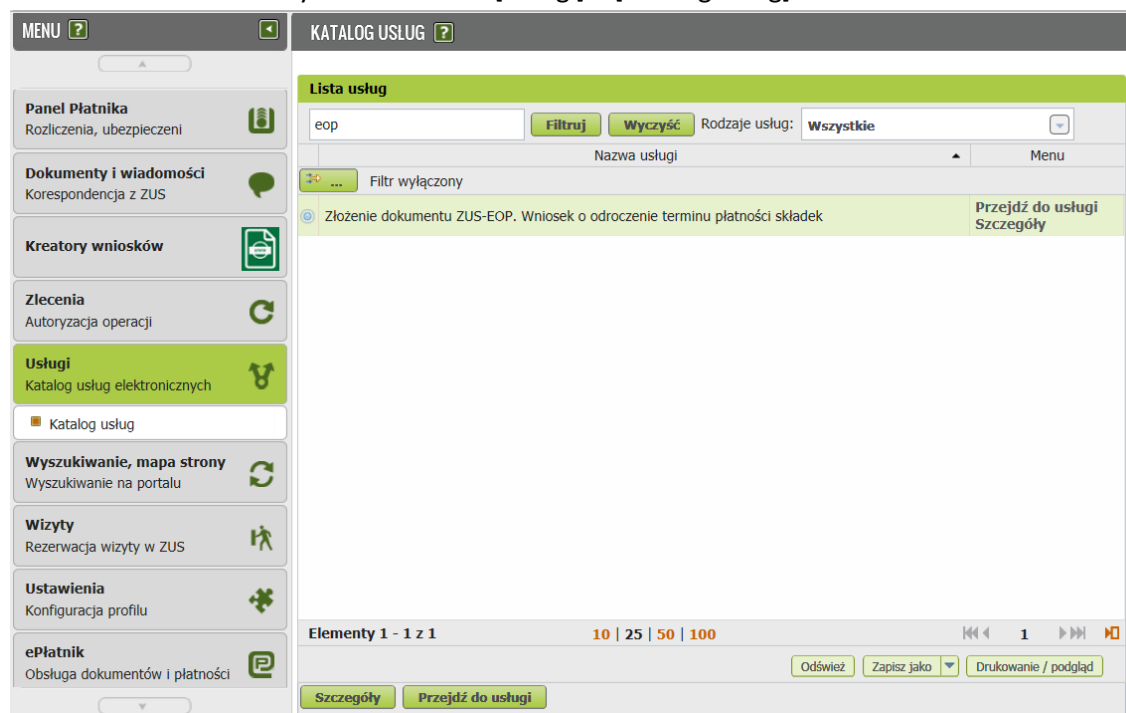 MENU ?
KATALOG USLUG ?
Panel Płatnika
Rozliczenia, ubezpieczeni
Dokumenty i wiadomości
Korespondencja z ZUS
Kreatory wniosków
Zlecenia
Autoryzacja operacji
Usługi
Katalog usług elektronicznych
Katalog usług
Wyszukiwanie, mapa strony
Wyszukiwanie na portalu
Wizyty
Rezerwacja wizyty w ZUS
Ustawienia
Konfiguracja profilu
ePłatnik
Obsługa dokumentów i płatności
Lista usług
eop Filtruj Wyczyść Rodzaje usług: Wszystkie
Nazwa usługi Menu
... Filtr wyłączony
Złożenie dokumentu ZUS-EOP. Wniosek o odroczenie terminu płatności składek
Przejdź do usługi
Szczegóły
Elementy 1 - 1 z 1 10 | 25 | 50 | 100 1
Odśwież Zapisz jako Drukowanie / podgląd
Szczegóły Przejdź do usługi